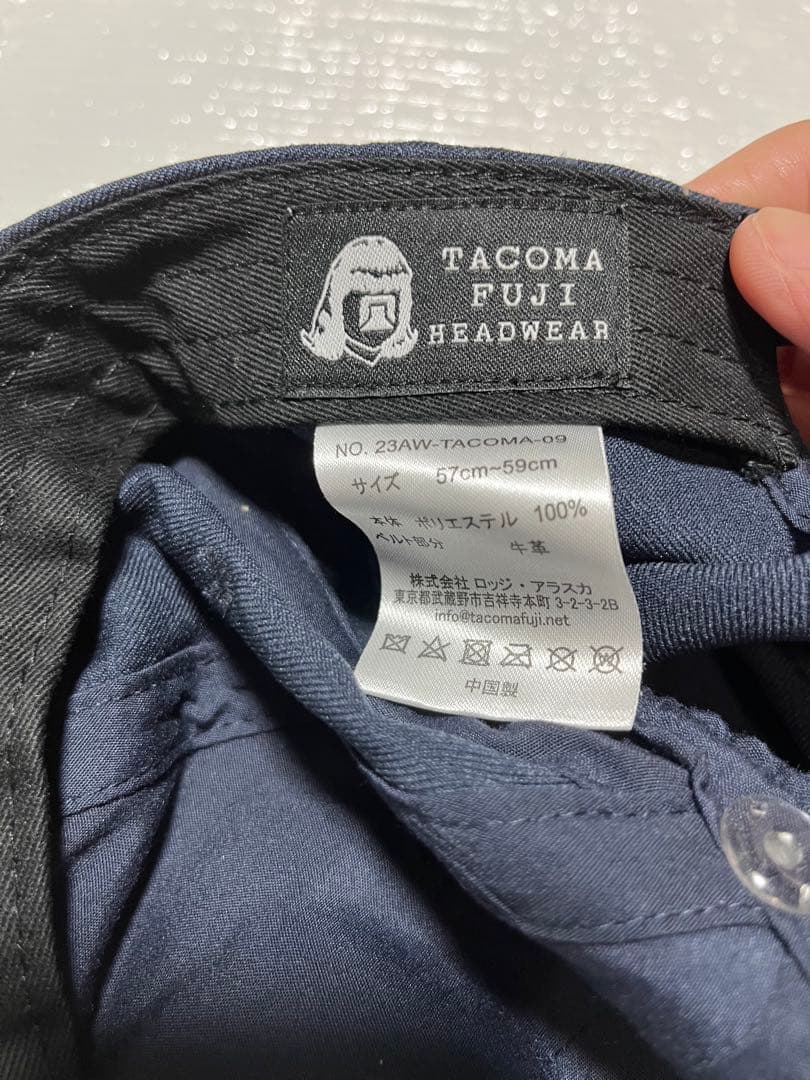 TACOMA
FUJI
HEADWEAR
NO. 23AW-TACOMA-09
サイズ 57cm~59cm
本体 ポリエステル 100%
ベルト部分 牛革
株式会社 ロッジ・アラスカ
東京都武蔵野市吉祥寺本町 3-2-3-2B
info@tacomafuji.net
中国製